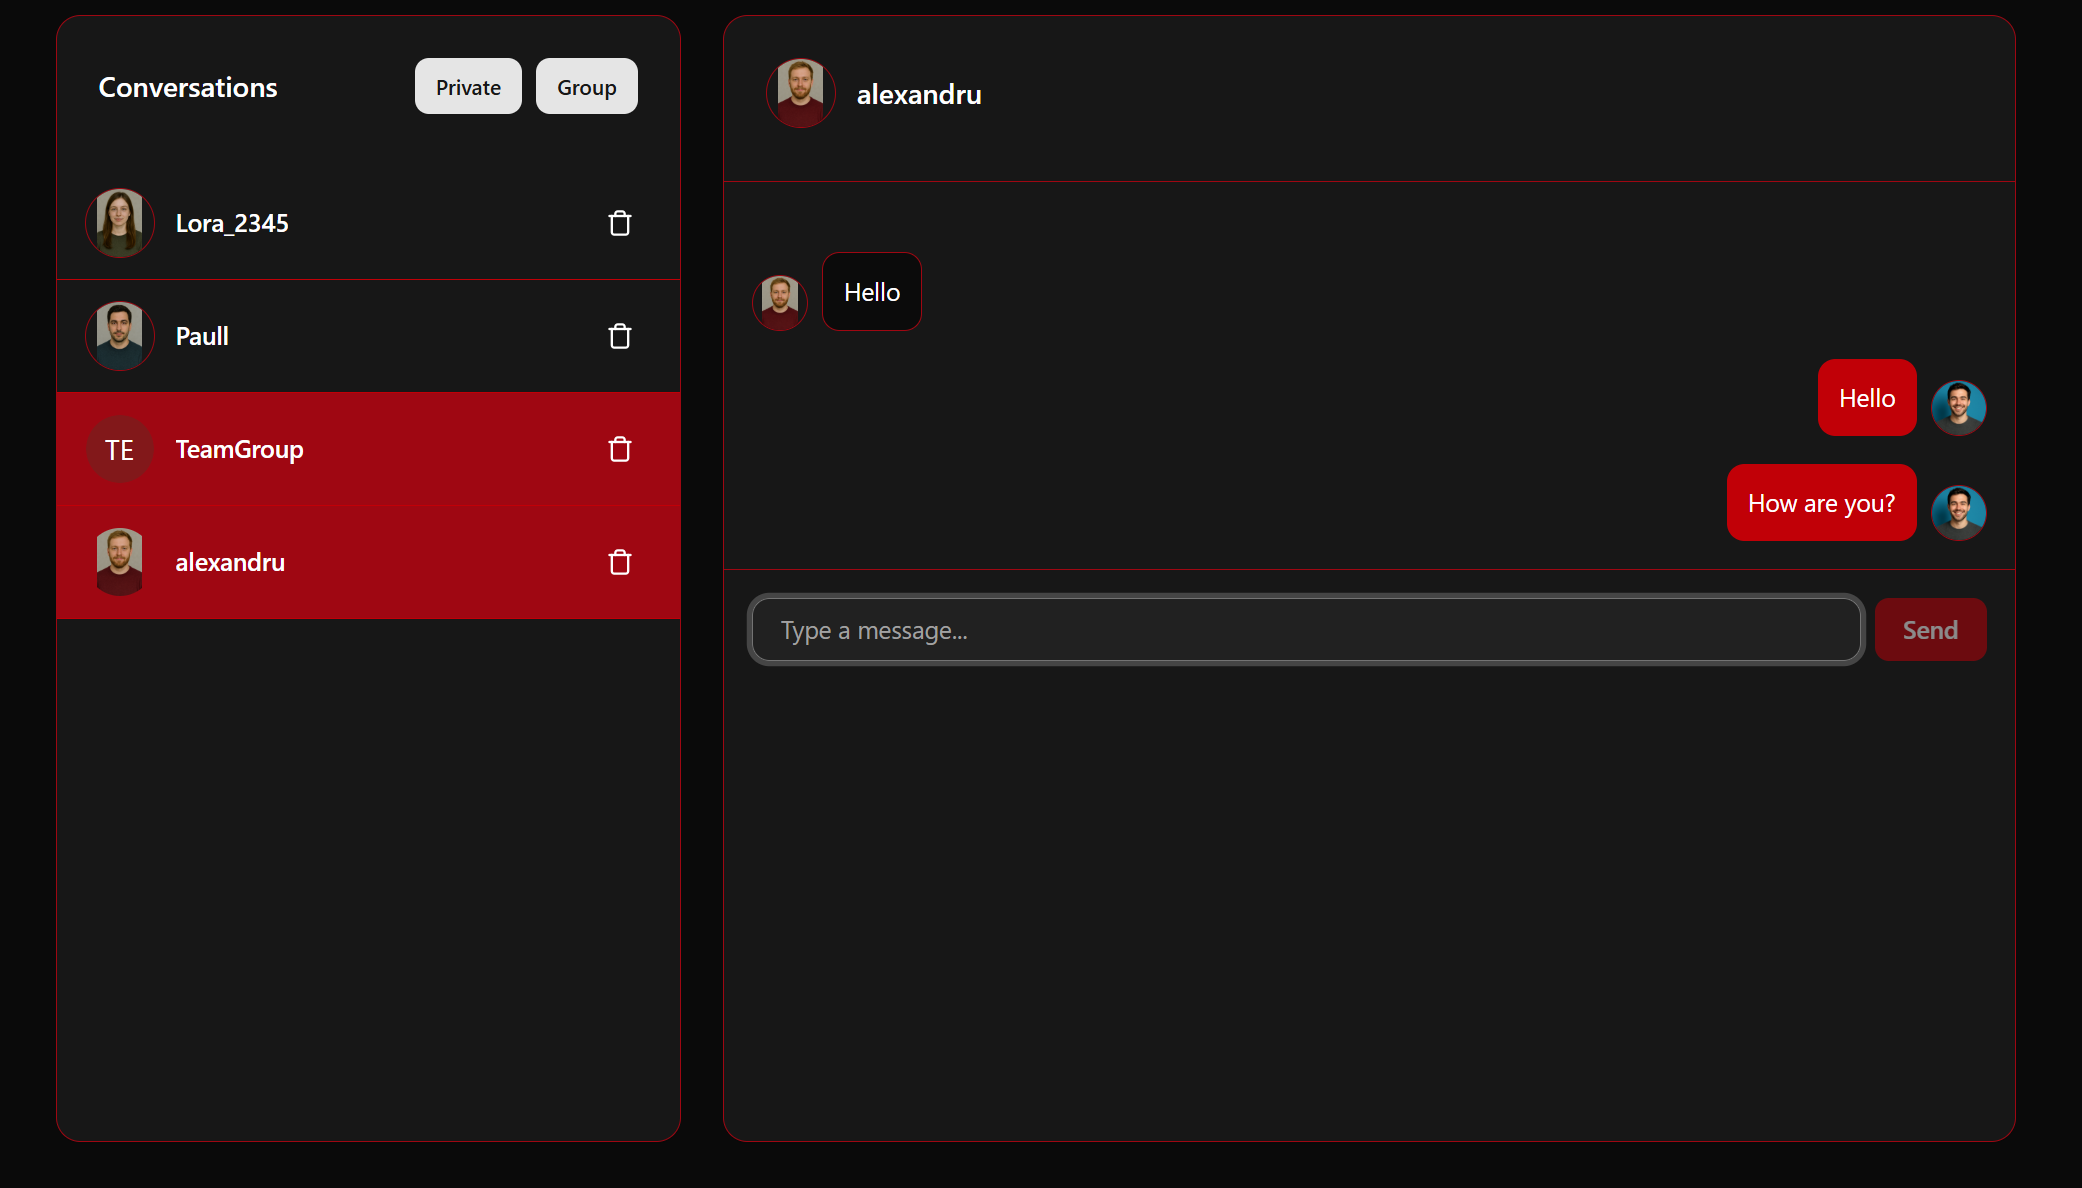 Conversations
Private
Group
Lora_2345
Paull
TE
TeamGroup
alexandru
alexandru
Hello
Hello
How are you?
Type a message...
Send